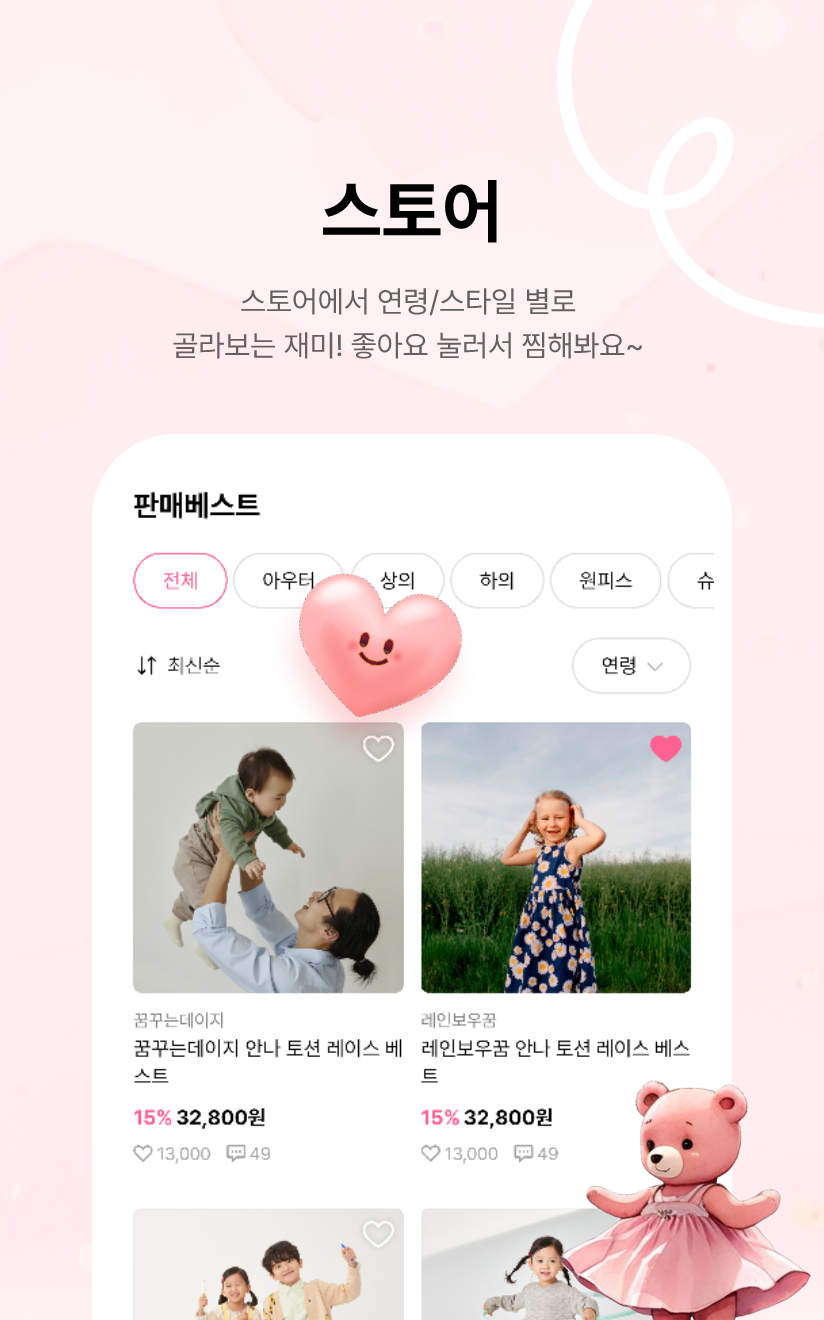 스토어
스토어에서 연령/스타일 별로
골라보는 재미! 좋아요 눌러서 찜해봐요~
판매베스트
전체 아우터 상의 하의 원피스 슈
최신순 연령
꿈꾸는데이지
꿈꾸는데이지 안나 토션 레이스 베
스트
15% 32,800원
13,000 49
레인보우꿈
레인보우꿈 안나 토션 레이스 베스
트
15% 32,800원
13,000 49